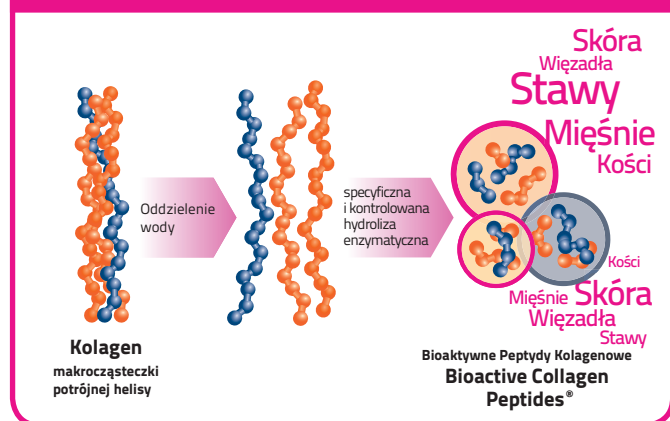 Skóra
Więzadła
Stawy
Mięśnie
Kości
Oddzielenie
wody
specyficzna
i kontrolowana
hydroliza
enzymatyczna
Kości
Mięśnie Skóra
Więzadła
Stawy
Kolagen
makrocząsteczki
potrójnej helisy
Bioaktywne Peptydy Kolagenowe
Bioactive Collagen
Peptides®